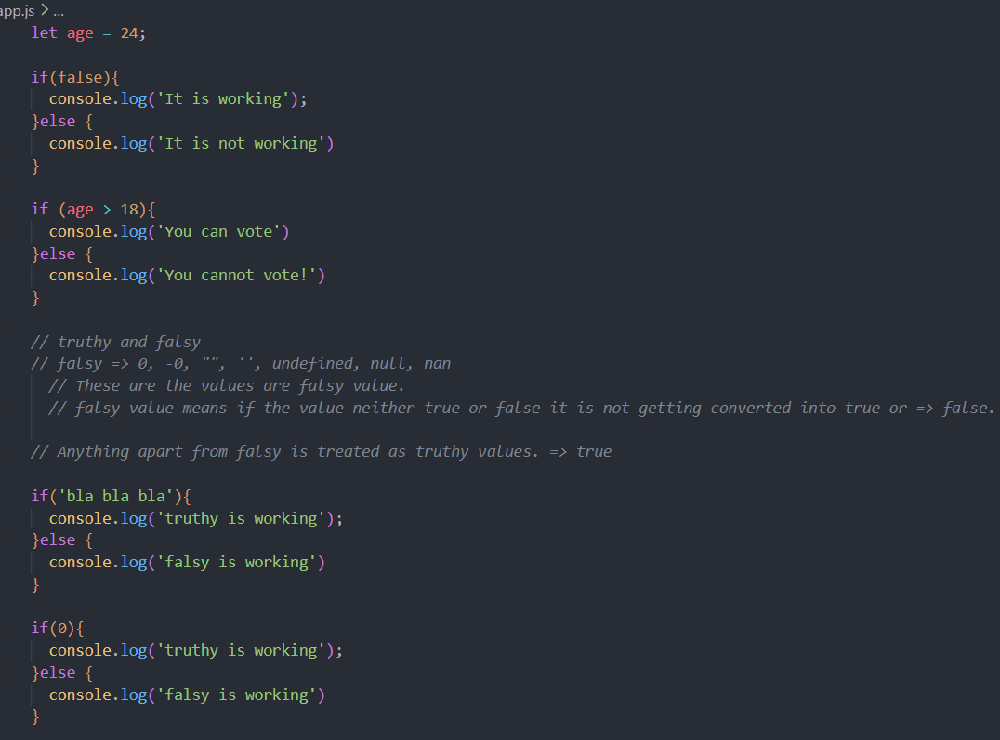 app.js > ...
let age = 24;
if(false){
  console.log('It is working');
}else {
  console.log('It is not working')
}
if (age > 18){
  console.log('You can vote')
}else {
  console.log('You cannot vote!')
}
// truthy and falsy
// falsy => 0, -0, "", '', undefined, null, nan
  // These are the values are falsy value.
  // falsy value means if the value neither true or false it is not getting converted into true or => false.
// Anything apart from falsy is treated as truthy values. => true
if('bla bla bla'){
  console.log('truthy is working');
}else {
  console.log('falsy is working')
}
if(0){
  console.log('truthy is working');
}else {
  console.log('falsy is working')
}